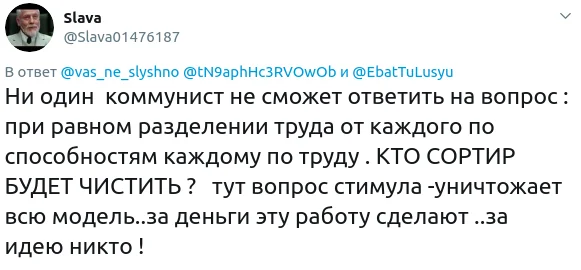 Slava
@Slava01476187
В ответ @vas_ne_slyshno @tN9aphHc3RVOwOb и @EbatTuLusyu
Ни один коммунист не сможет ответить на вопрос :
при равном разделении труда от каждого по
способностям каждому по труду . КТО СОРТИР
БУДЕТ ЧИСТИТЬ ? тут вопрос стимула -уничтожает
всю модель..за деньги эту работу сделают ..за
идею никто !